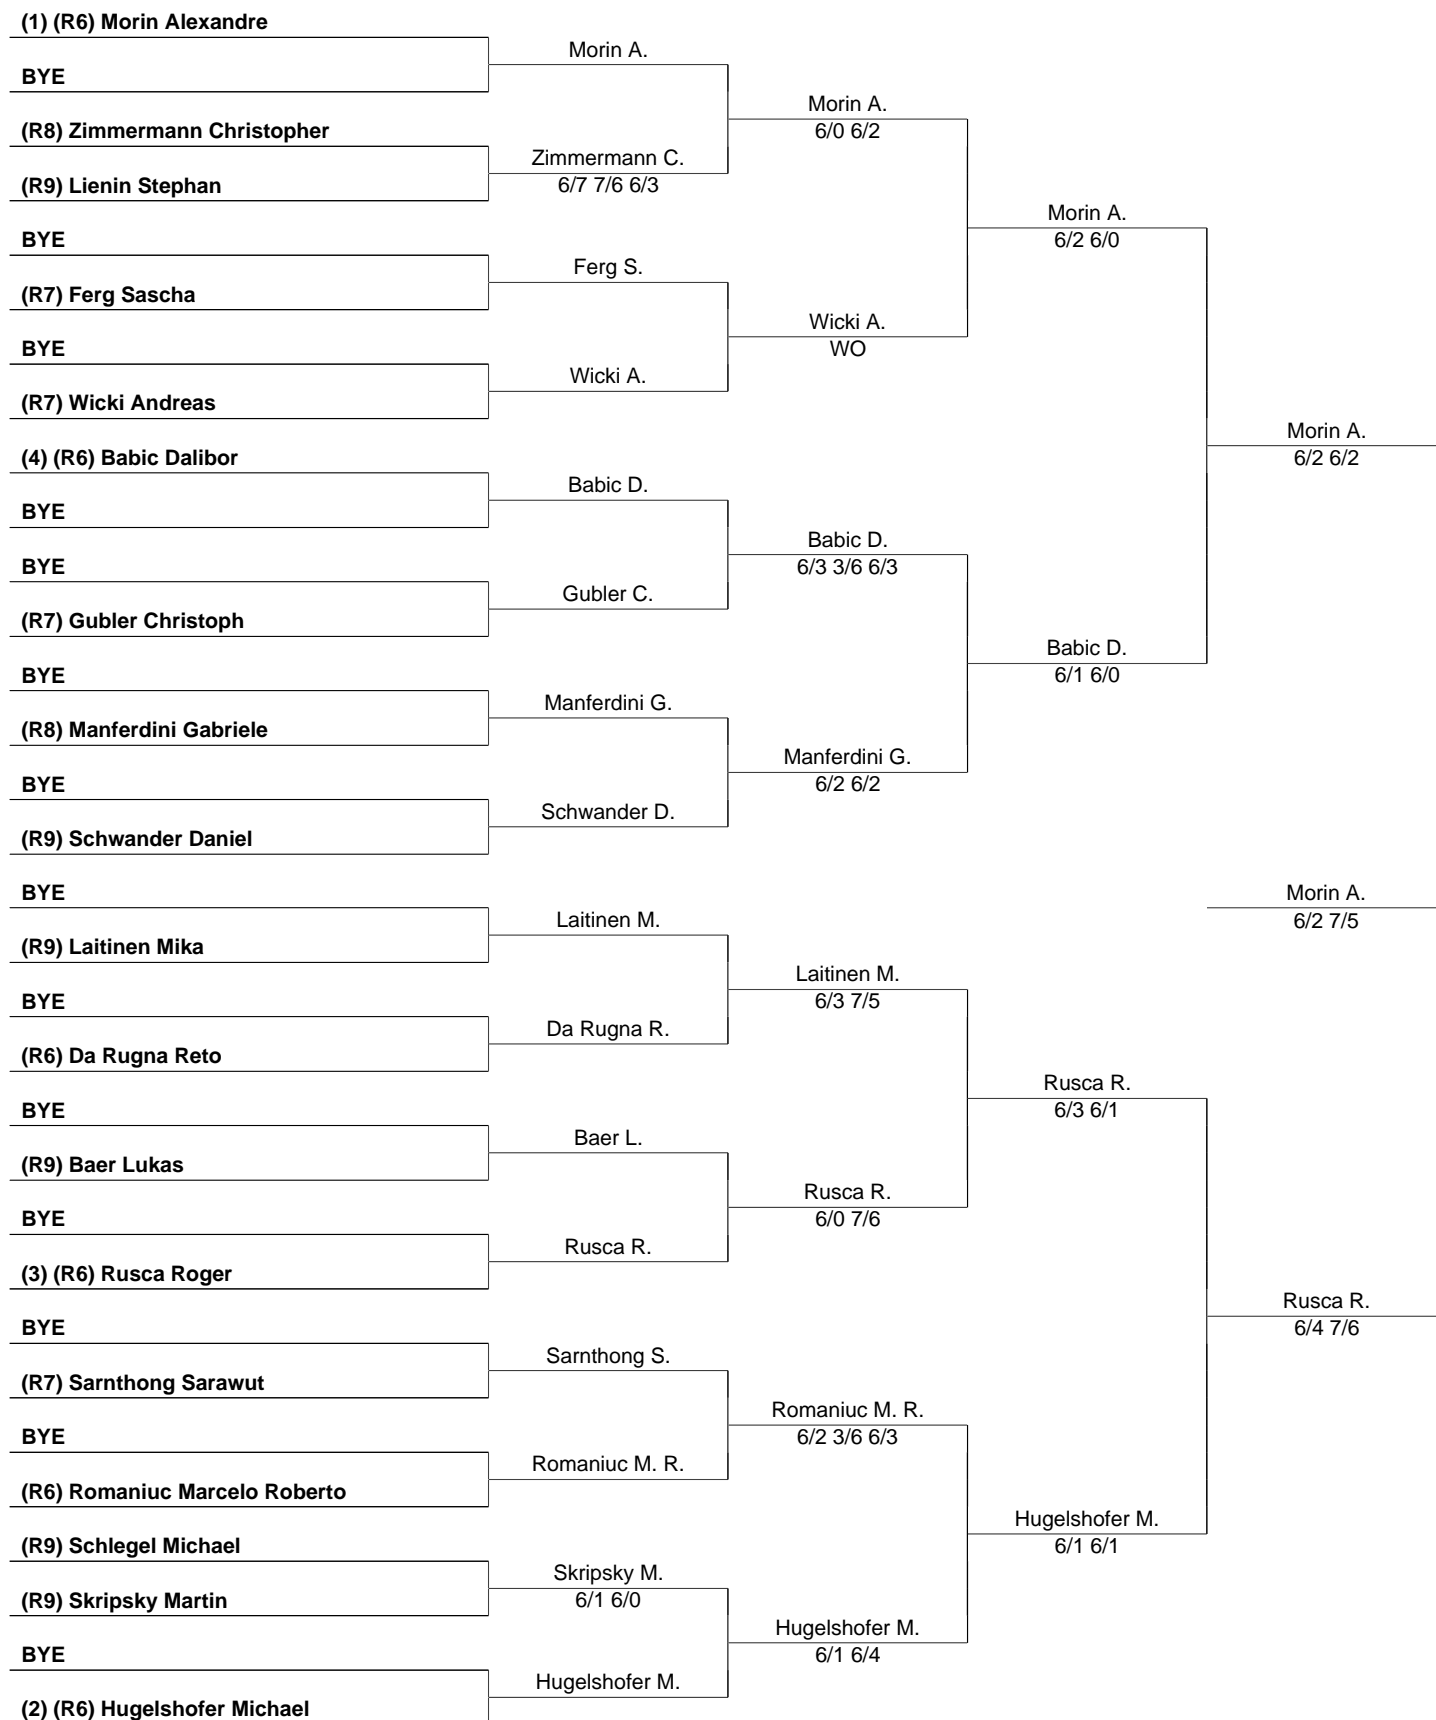 (1) (R6) Morin Alexandre
Morin A.
BYE
Morin A.
6/0 6/2
(R8) Zimmermann Christopher
Zimmermann C.
6/7 7/6 6/3
(R9) Lienin Stephan
Morin A.
6/2 6/0
BYE
Ferg S.
(R7) Ferg Sascha
Wicki A.
WO
BYE
Wicki A.
(R7) Wicki Andreas
Morin A.
6/2 6/2
(4) (R6) Babic Dalibor
Babic D.
BYE
Babic D.
6/3 3/6 6/3
BYE
Gubler C.
(R7) Gubler Christoph
Babic D.
6/1 6/0
BYE
Manferdini G.
(R8) Manferdini Gabriele
Manferdini G.
6/2 6/2
BYE
Schwander D.
(R9) Schwander Daniel
BYE
Morin A.
6/2 7/5
Laitinen M.
(R9) Laitinen Mika
Laitinen M.
6/3 7/5
BYE
Da Rugna R.
(R6) Da Rugna Reto
Rusca R.
6/3 6/1
BYE
Baer L.
(R9) Baer Lukas
Rusca R.
6/0 7/6
BYE
Rusca R.
(3) (R6) Rusca Roger
Rusca R.
6/4 7/6
BYE
Sarnthong S.
(R7) Sarnthong Sarawut
Romaniuc M. R.
6/2 3/6 6/3
BYE
Romaniuc M. R.
(R6) Romaniuc Marcelo Roberto
Hugelshofer M.
6/1 6/1
(R9) Schlegel Michael
Skripsky M.
6/1 6/0
(R9) Skripsky Martin
Hugelshofer M.
6/1 6/4
BYE
Hugelshofer M.
(2) (R6) Hugelshofer Michael